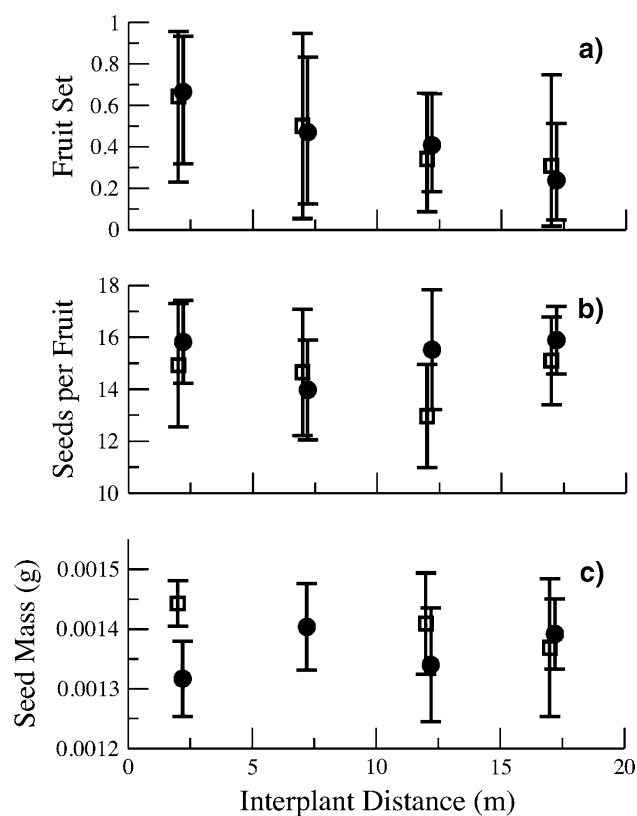 1
a)
0.8
0.6
0.4
0.2
0
Fruit Set
18
b)
16
14
12
10
Seeds per Fruit
0.0015
c)
0.0014
0.0013
0.0012
Seed Mass (g)
0 5 10 15 20
Interplant Distance (m)